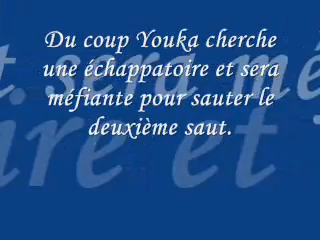 Du coup Youka cherche
une échappatoire et sera
méfiante pour sauter le
deuxième saut.